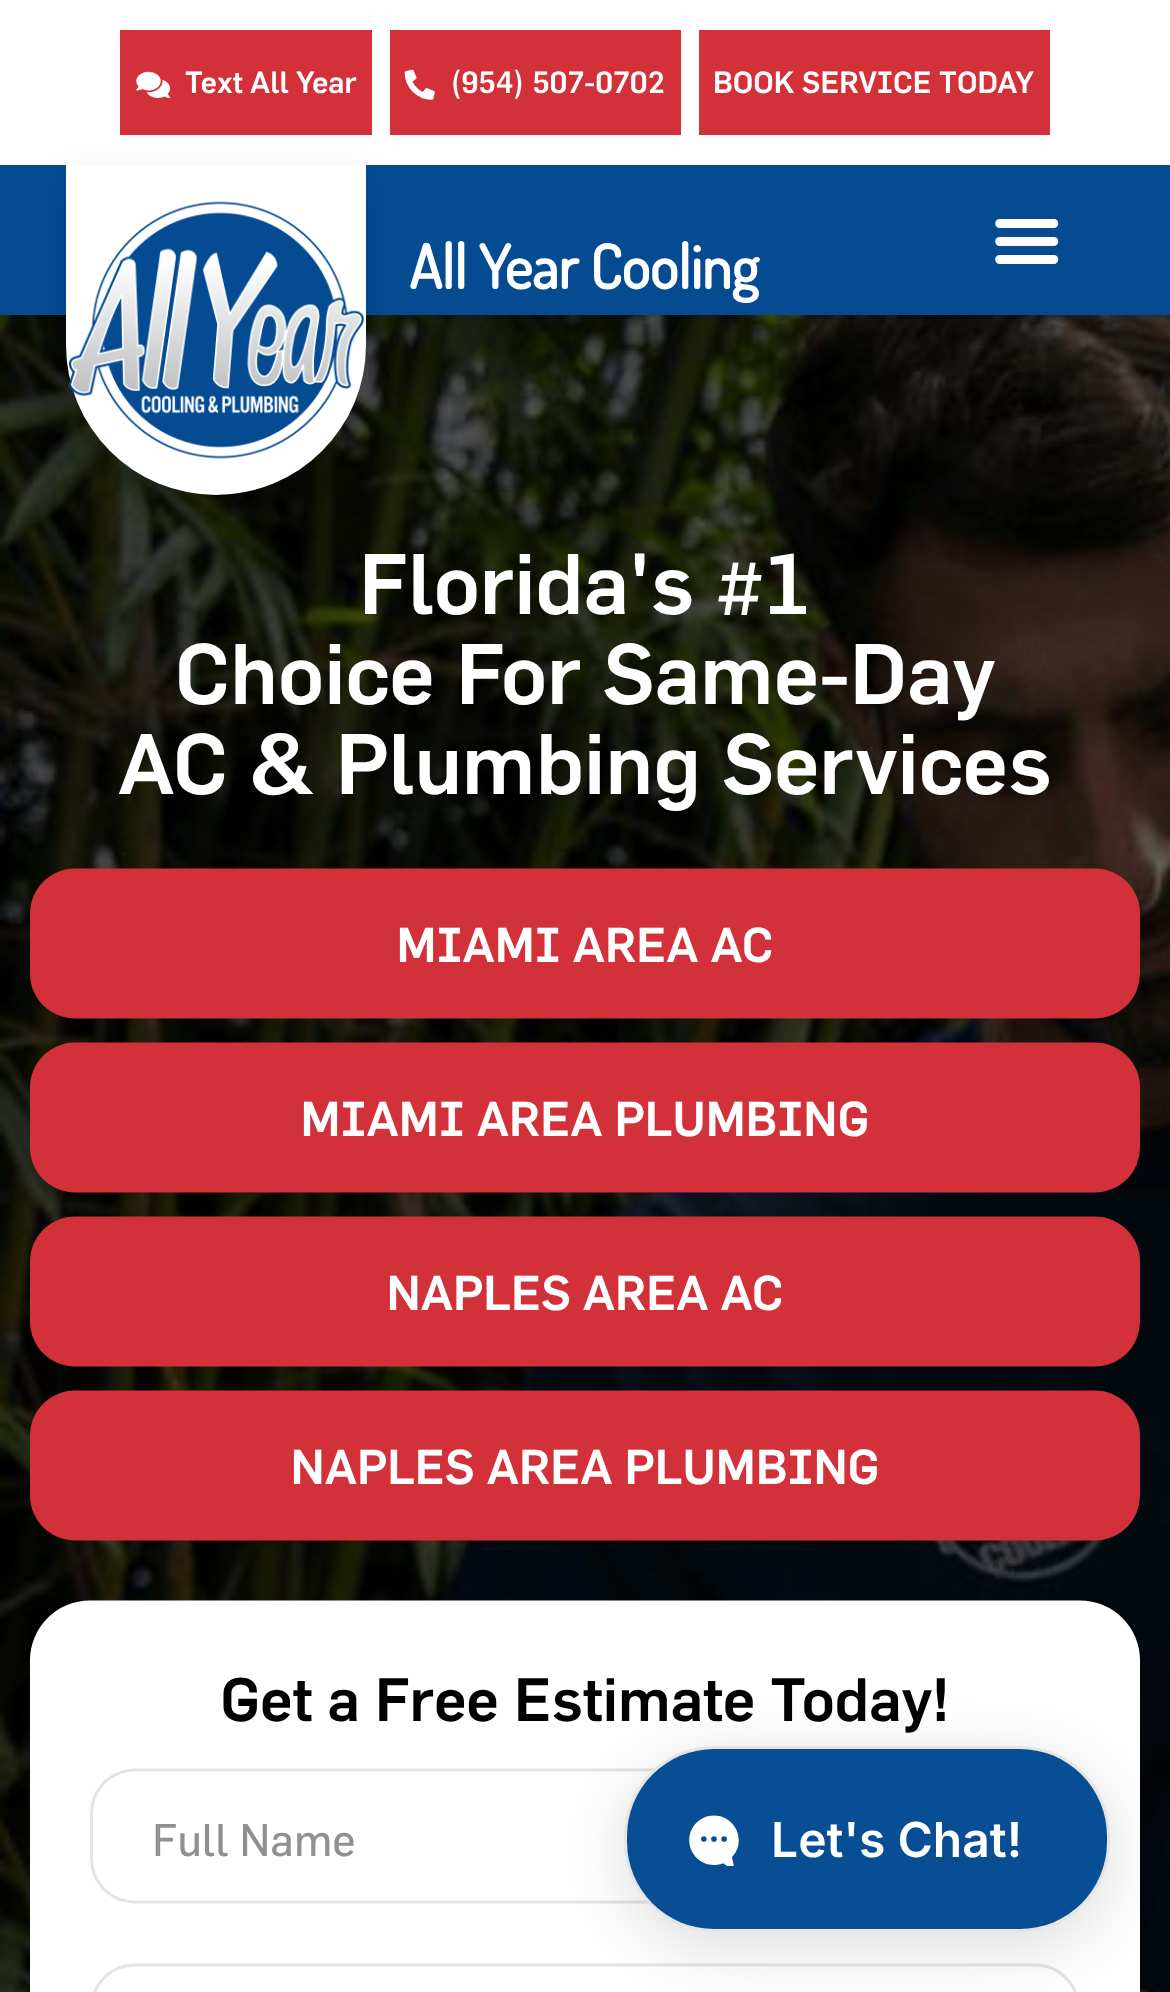 Text All Year
(954) 507-0702
BOOK SERVICE TODAY
All Year
COOLING & PLUMBING
All Year Cooling
Florida's #1
Choice For Same-Day
AC & Plumbing Services
MIAMI AREA AC
MIAMI AREA PLUMBING
NAPLES AREA AC
NAPLES AREA PLUMBING
Get a Free Estimate Today!
Full Name
Let's Chat!